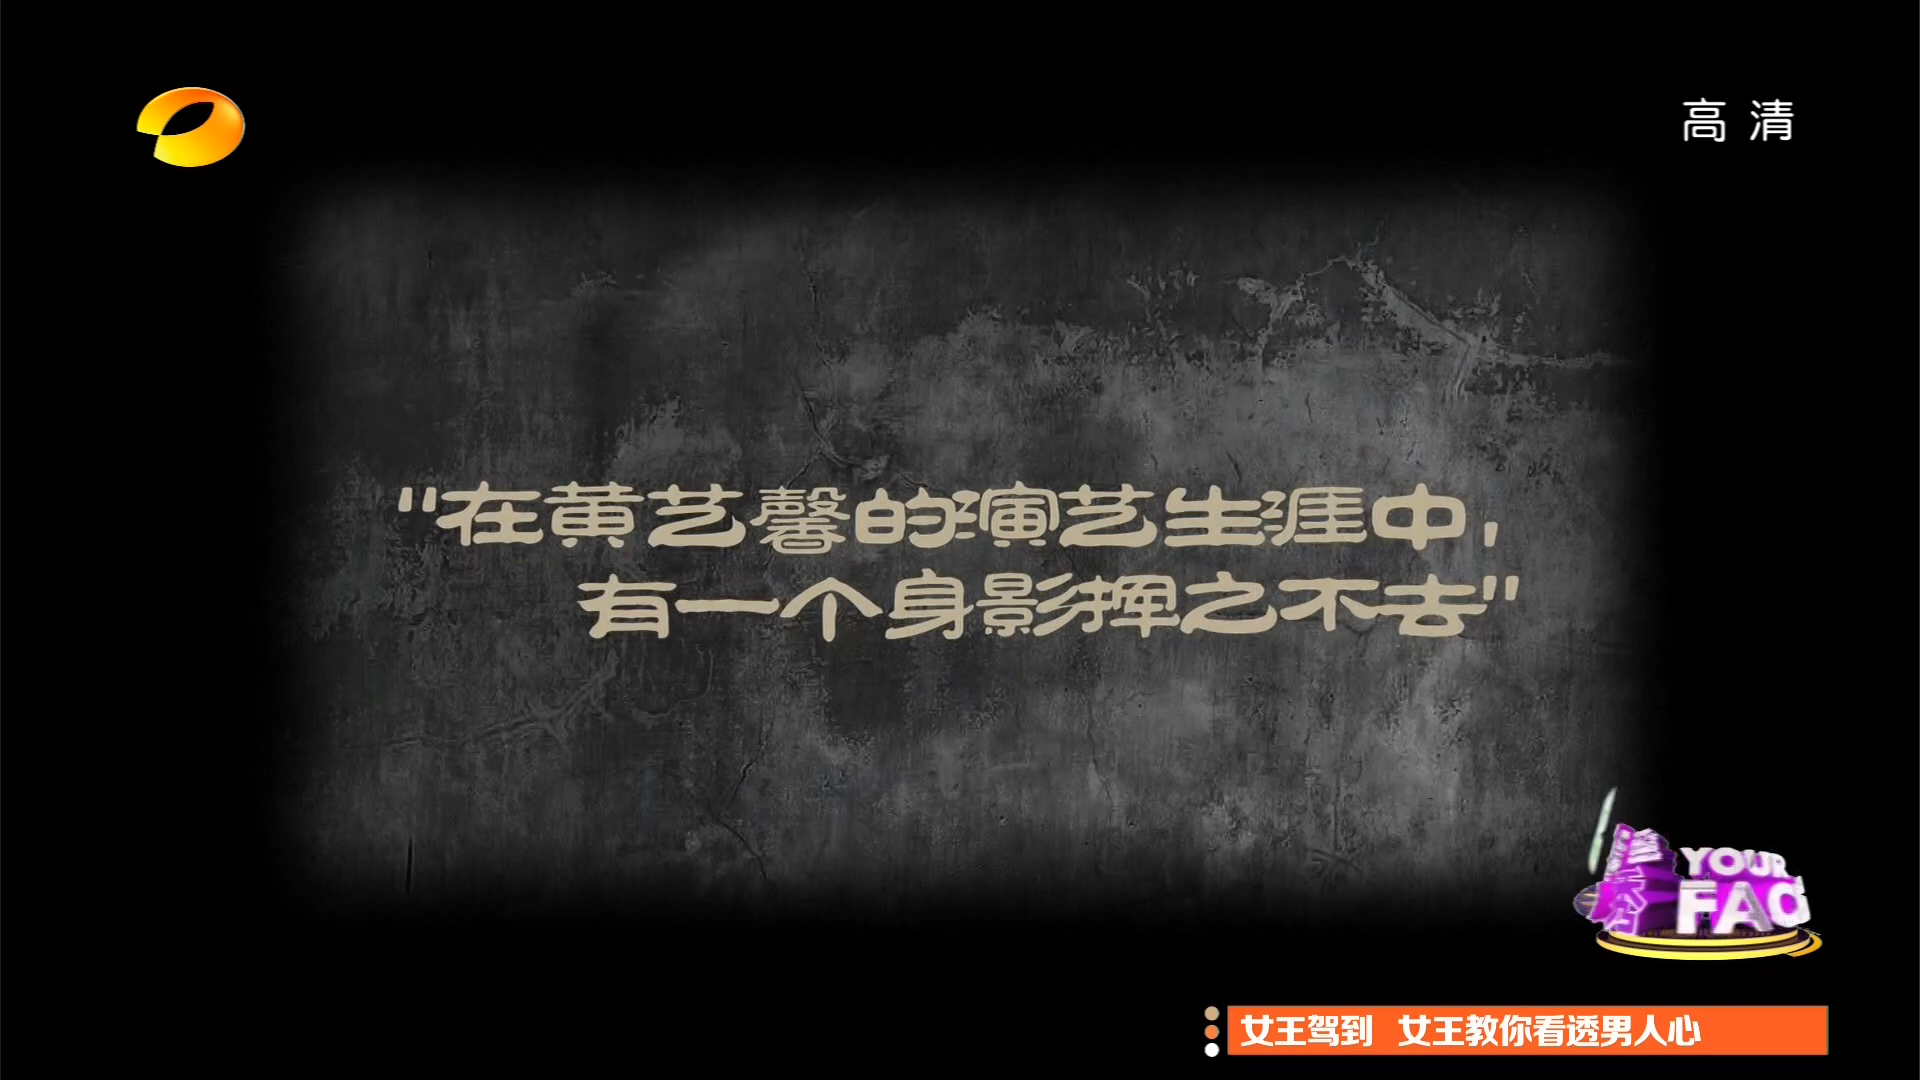 高清
"在黄艺馨的演艺生涯中，
有一个身影挥之不去"
YOUR
FAC
女王驾到 女王教你看透男人心